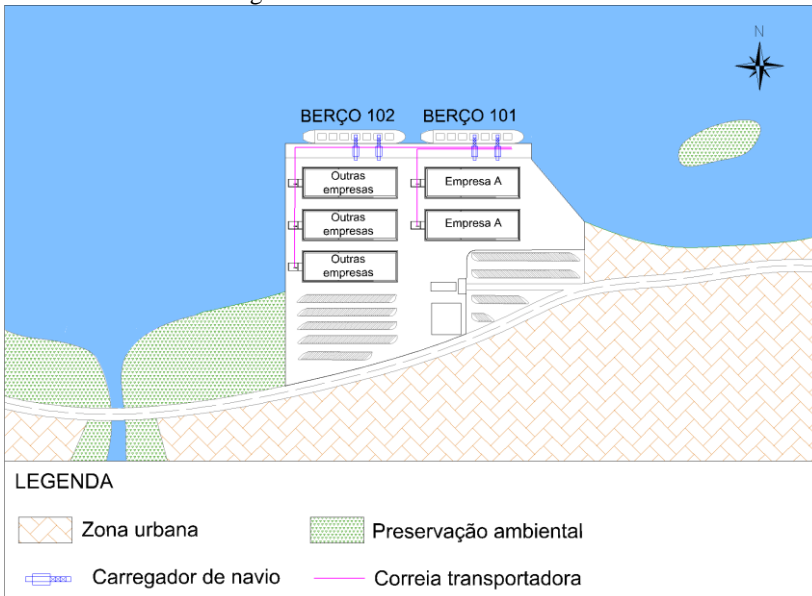 N
BERÇO 102
BERÇO 101
Outras
empresas
Empresa A
Outras
empresas
Empresa A
Outras
empresas
LEGENDA
Zona urbana
Preservação ambiental
Carregador de navio
Correia transportadora